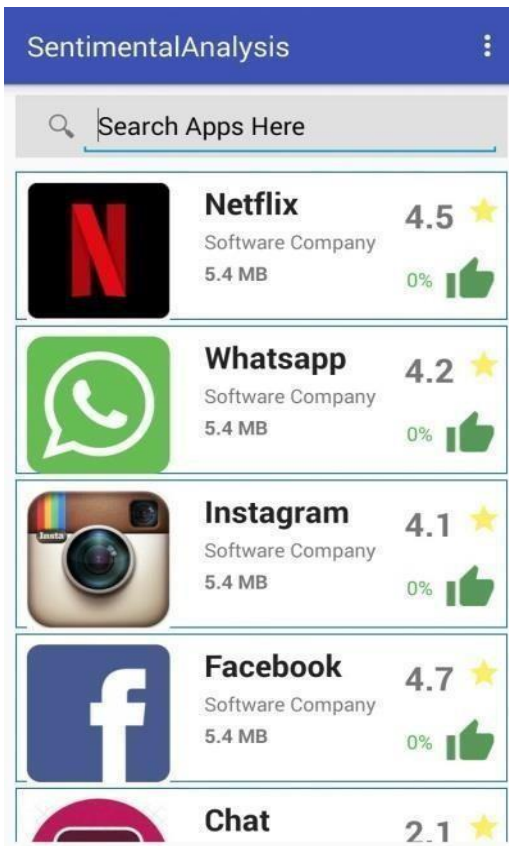 SentimentalAnalysis
Search Apps Here
Netflix
4.5
Software Company
5.4 MB
0%
Whatsapp
4.2
Software Company
5.4 MB
0%
Insta
Instagram
4.1
Software Company
5.4 MB
0%
Facebook
4.7
Software Company
5.4 MB
0%
Chat
2.1